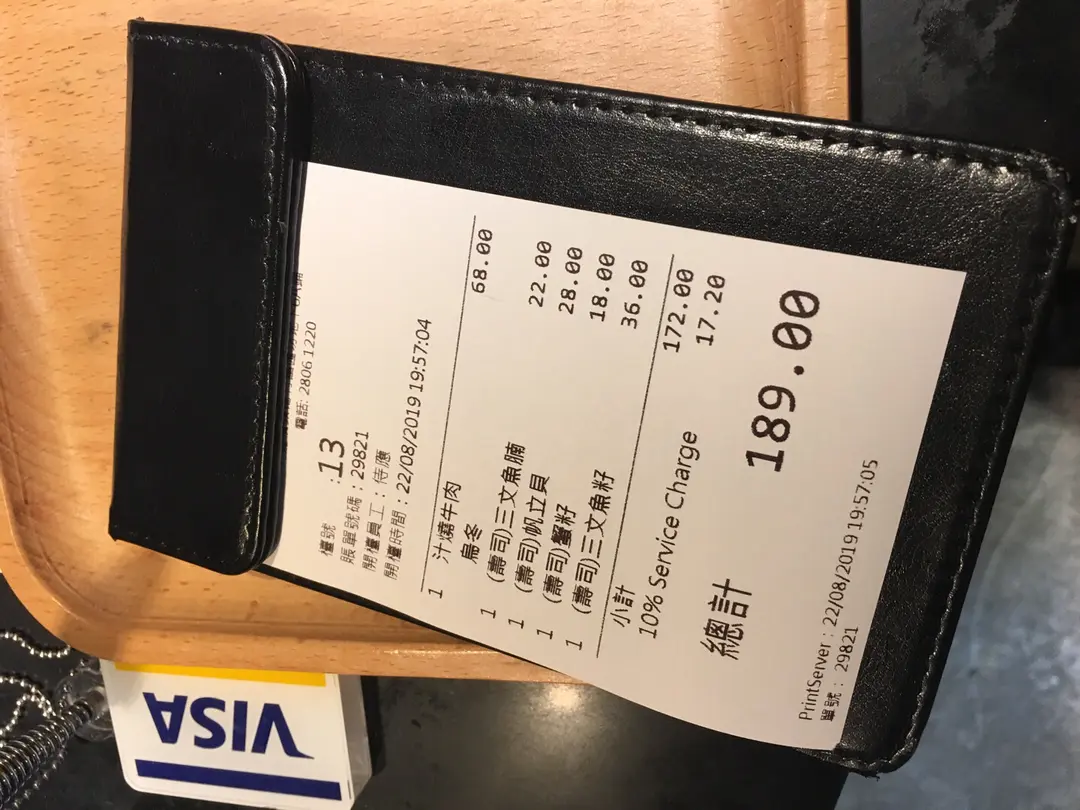 電話: 2806 1220
檯號 :13
賬單號碼：29821
開檯員工：侍應
開檯時間：22/08/2019 19:57:04
1 汁燒牛肉 68.00
烏冬
1 (壽司)三文魚腩 22.00
1 (壽司)帆立貝 28.00
1 (壽司)蟹籽 18.00
1 (壽司)三文魚籽 36.00
小計 172.00
10% Service Charge 17.20
總計 189.00
PrintServer：22/08/2019 19:57:05
單號：29821
VISA